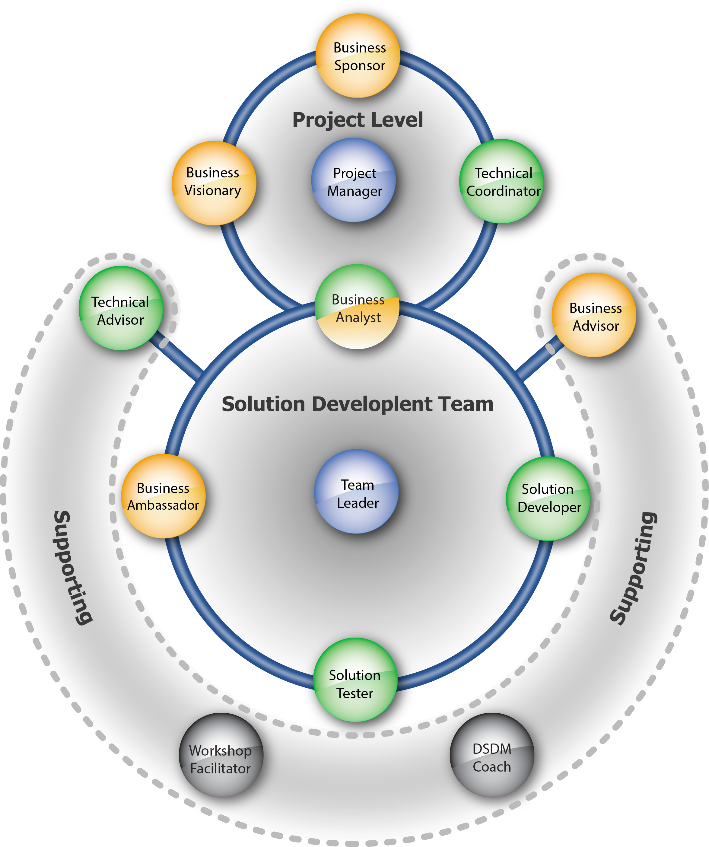 Business
Sponsor
Project Level
Business
Visionary
Project
Manager
Technical
Coordinator
Technical
Advisor
Business
Analyst
Business
Advisor
Solution Developlent Team
Business
Ambassador
Team
Leader
Solution
Developer
Supporting
Supporting
Solution
Tester
Workshop
Facilitator
DSDM
Coach